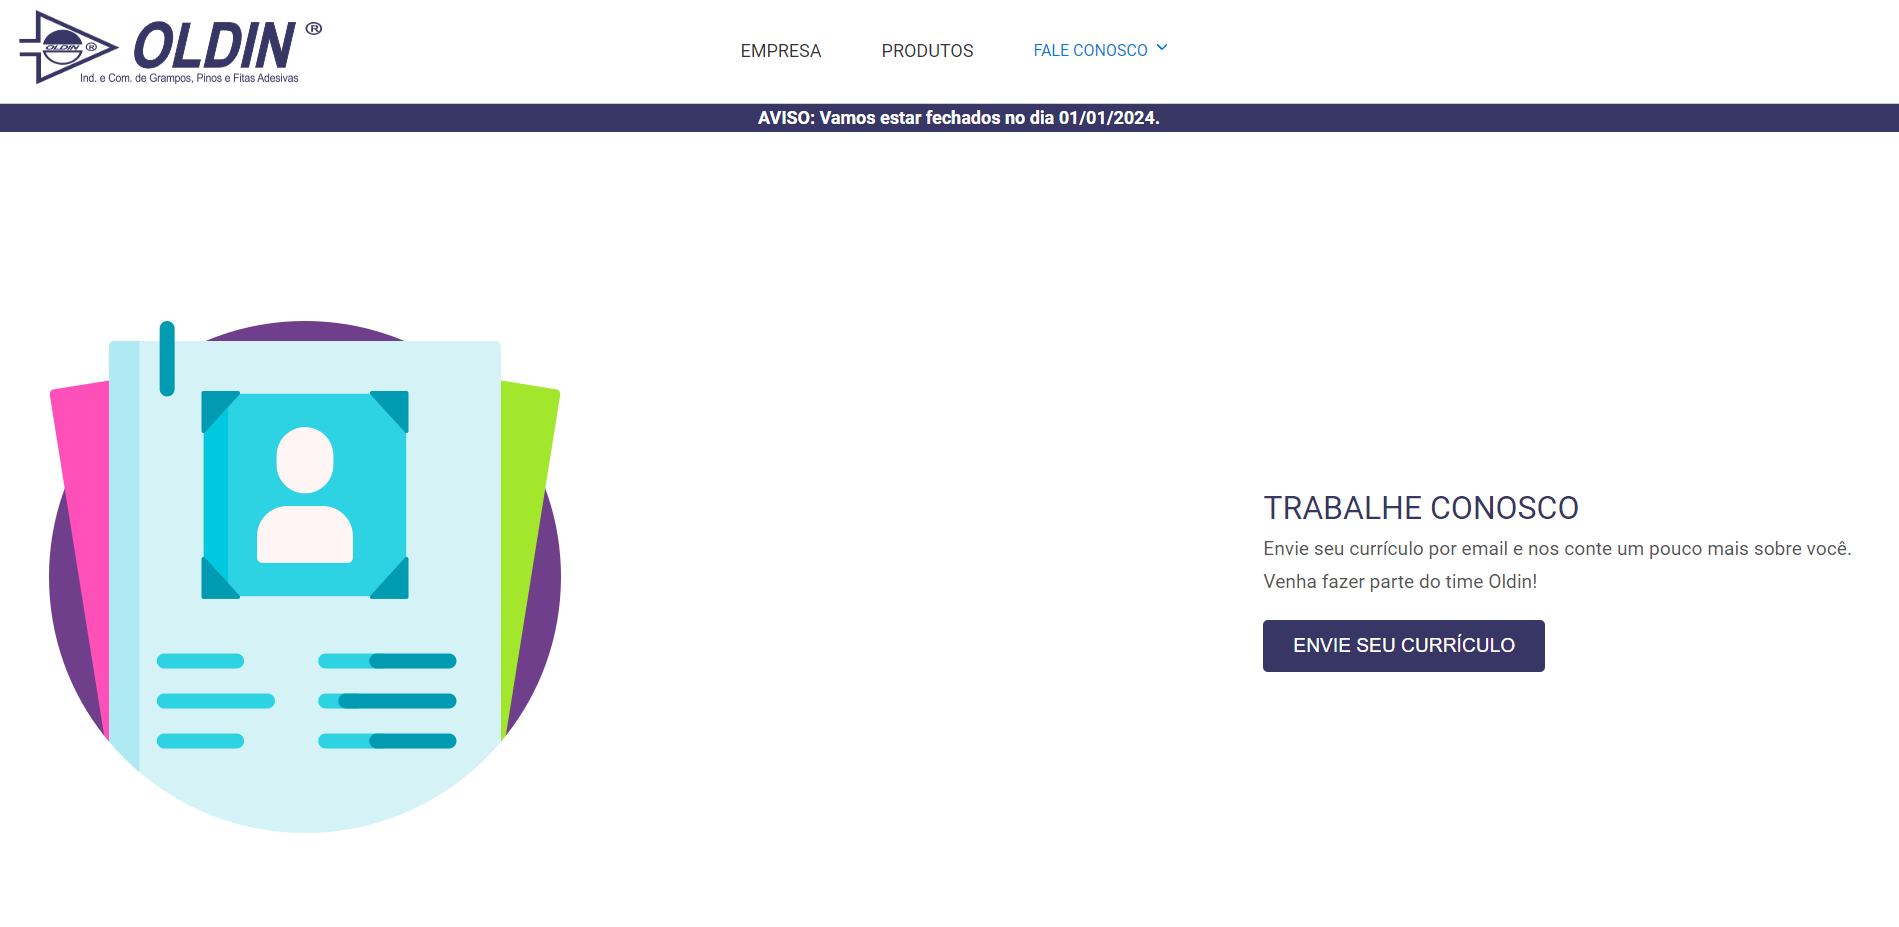 OLDIN ®
OLDIN ®
Ind. e Com. de Grampos, Pinos e Fitas Adesivas
EMPRESA
PRODUTOS
FALE CONOSCO
AVISO: Vamos estar fechados no dia 01/01/2024.
TRABALHE CONOSCO
Envie seu currículo por email e nos conte um pouco mais sobre você.
Venha fazer parte do time Oldin!
ENVIE SEU CURRÍCULO